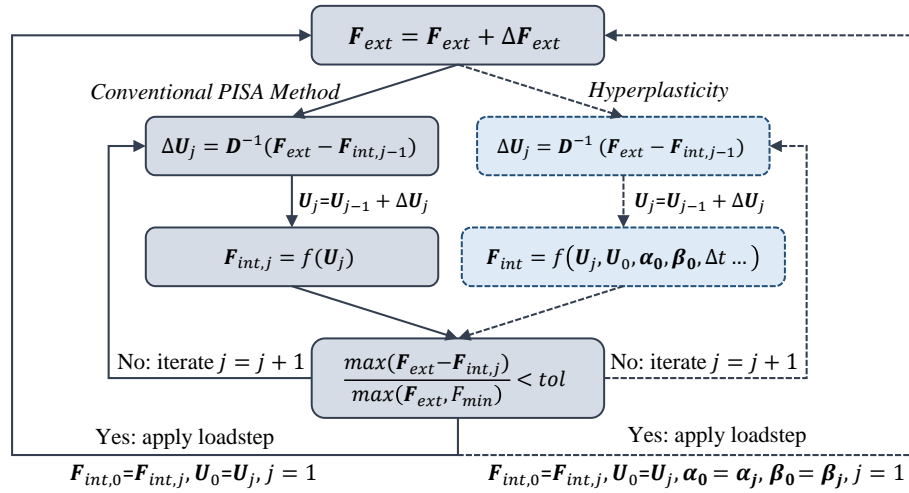 𝑭ₑₓₜ = 𝑭ₑₓₜ + Δ𝑭ₑₓₜ
Conventional PISA Method
Hyperplasticity
Δ𝑼_j = 𝑫⁻¹(𝑭_ext − 𝑭_int,j−1)
Δ𝑼_j = 𝑫⁻¹ (𝑭_ext − 𝑭_int,j−1)
𝑼_j=𝑼_j−1 + Δ𝑼_j
𝑼_j=𝑼_j−1 + Δ𝑼_j
𝑭_int,j = f(𝑼_j)
𝑭_int = f(𝑼_j, 𝑼_0, 𝜶_𝟎, 𝜷_𝟎, Δt …)
No: iterate j = j + 1
max(𝑭_ext−𝑭_int,j)
max(𝑭_ext, F_min)
< tol
No: iterate j = j + 1
Yes: apply loadstep
Yes: apply loadstep
𝑭_int,0=𝑭_int,j, 𝑼_0=𝑼_j, j = 1
𝑭_int,0=𝑭_int,j, 𝑼_0=𝑼_j, 𝜶_𝟎 = 𝜶_𝒋, 𝜷_𝟎 = 𝜷_𝒋, j = 1